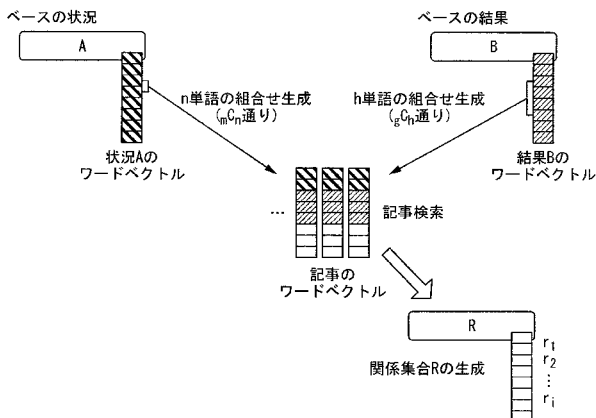 ベースの状況
A
ベースの結果
B
n単語の組合せ生成
(mCn通り)
h単語の組合せ生成
(gCh通り)
状況Aの
ワードベクトル
結果Bの
ワードベクトル
…
記事検索
記事の
ワードベクトル
R
関係集合Rの生成
r1
r2
⋮
ri